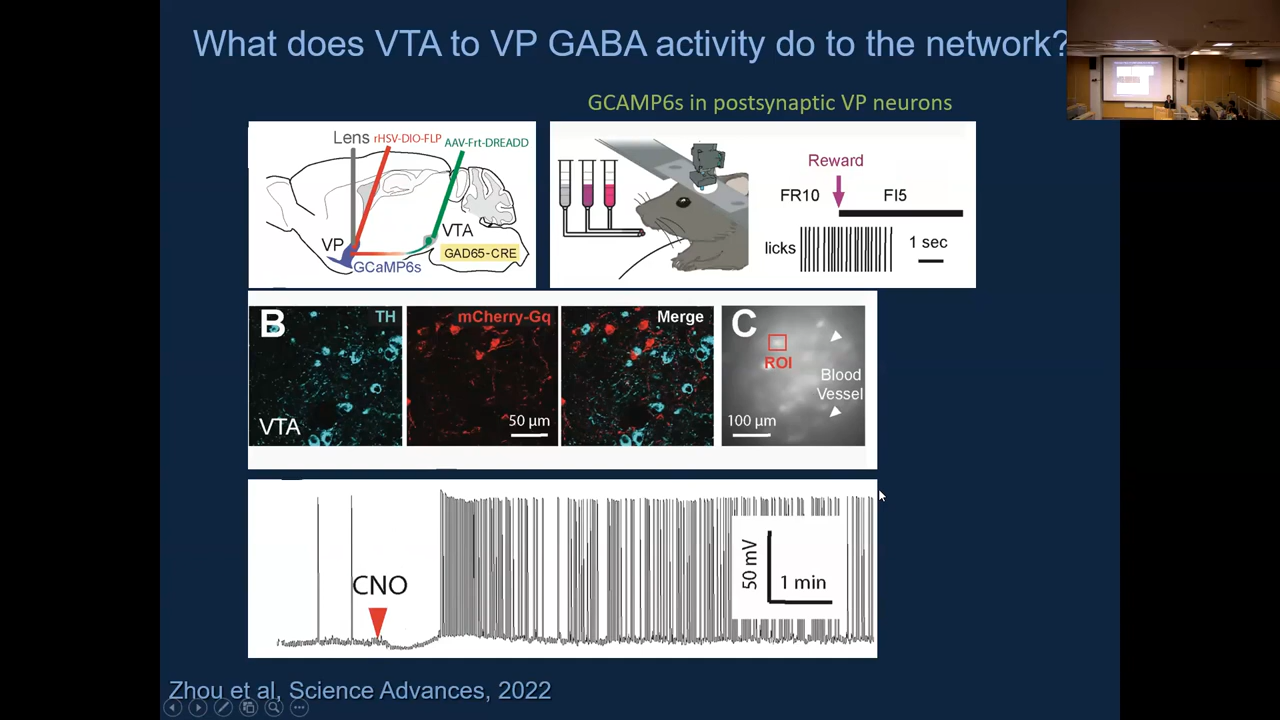 What does VTA to VP GABA activity do to the network?
GCAMP6s in postsynaptic VP neurons
Lens rHSV-DIO-FLP AAV-Frt-DREADD
VP
VTA
GAD65-CRE
GCaMP6s
Reward
FR10 FI5
licks
1 sec
B TH
mCherry-Gq
Merge
C
ROI
Blood
Vessel
VTA
50 µm
100 µm
CNO
50 mV
1 min
Zhou et al, Science Advances, 2022